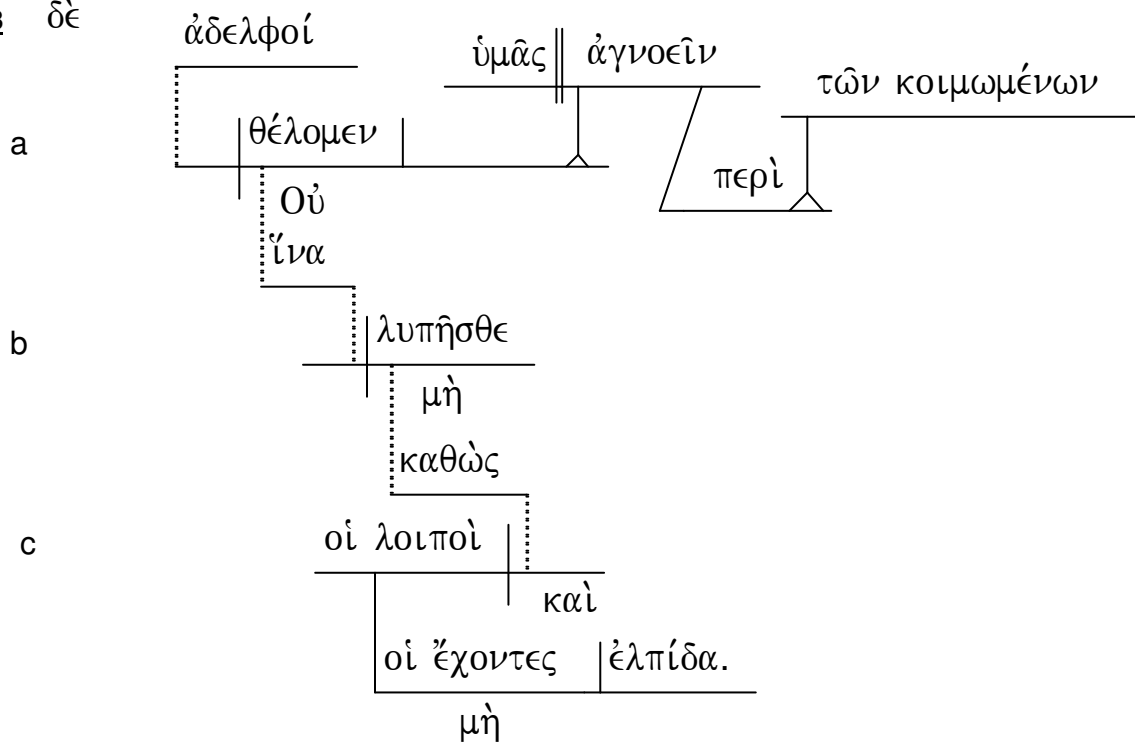 δὲ
ἀδελφοί
ὑμᾶς ἀγνοεῖν
τῶν κοιμωμένων
a θέλομεν
περὶ
Οὐ
ἵνα
b λυπῆσθε
μὴ
καθὼς
c οἱ λοιποὶ
καὶ
οἱ ἔχοντες ἐλπίδα.
μὴ